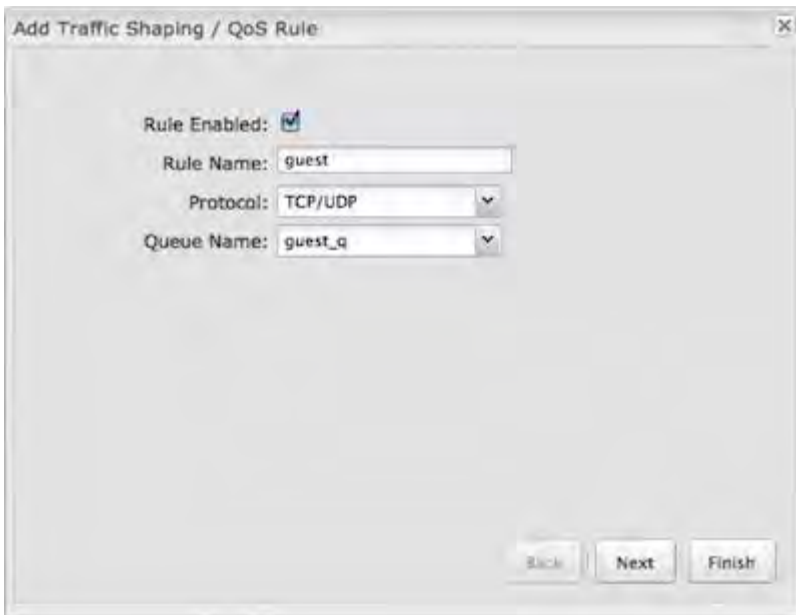 Add Traffic Shaping / QoS Rule
Rule Enabled:
Rule Name: guest
Protocol: TCP/UDP
Queue Name: guest_q
Back Next Finish